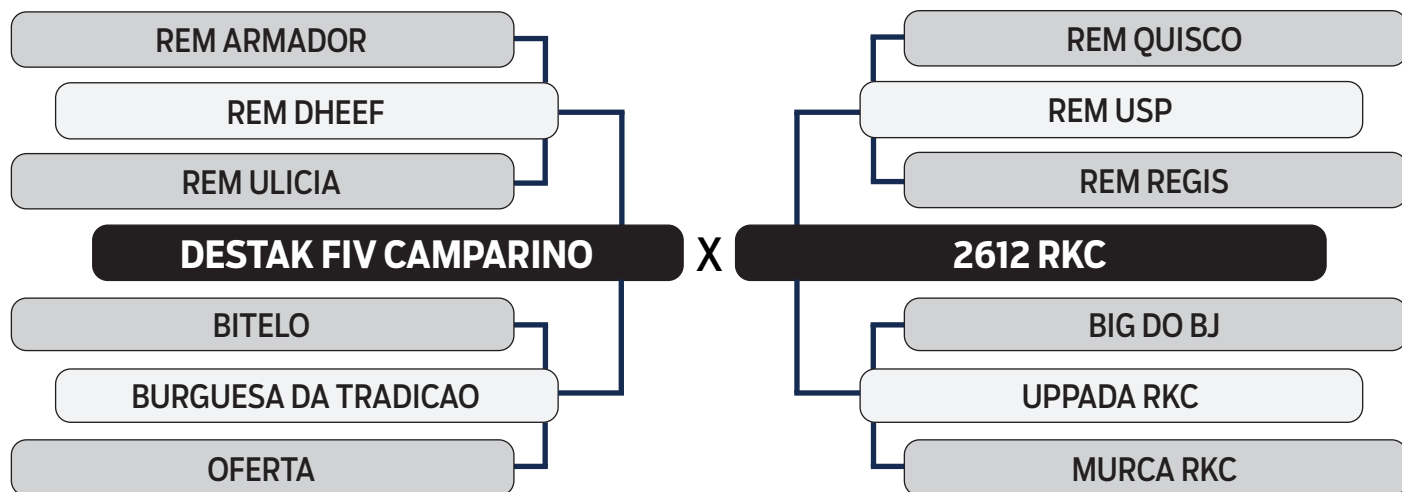 REM ARMADOR
REM DHEEF
REM ULICIA
DESTAK FIV CAMPARINO
BITELO
BURGUESA DA TRADICAO
OFERTA
X
REM QUISCO
REM USP
REM REGIS
2612 RKC
BIG DO BJ
UPPADA RKC
MURCA RKC